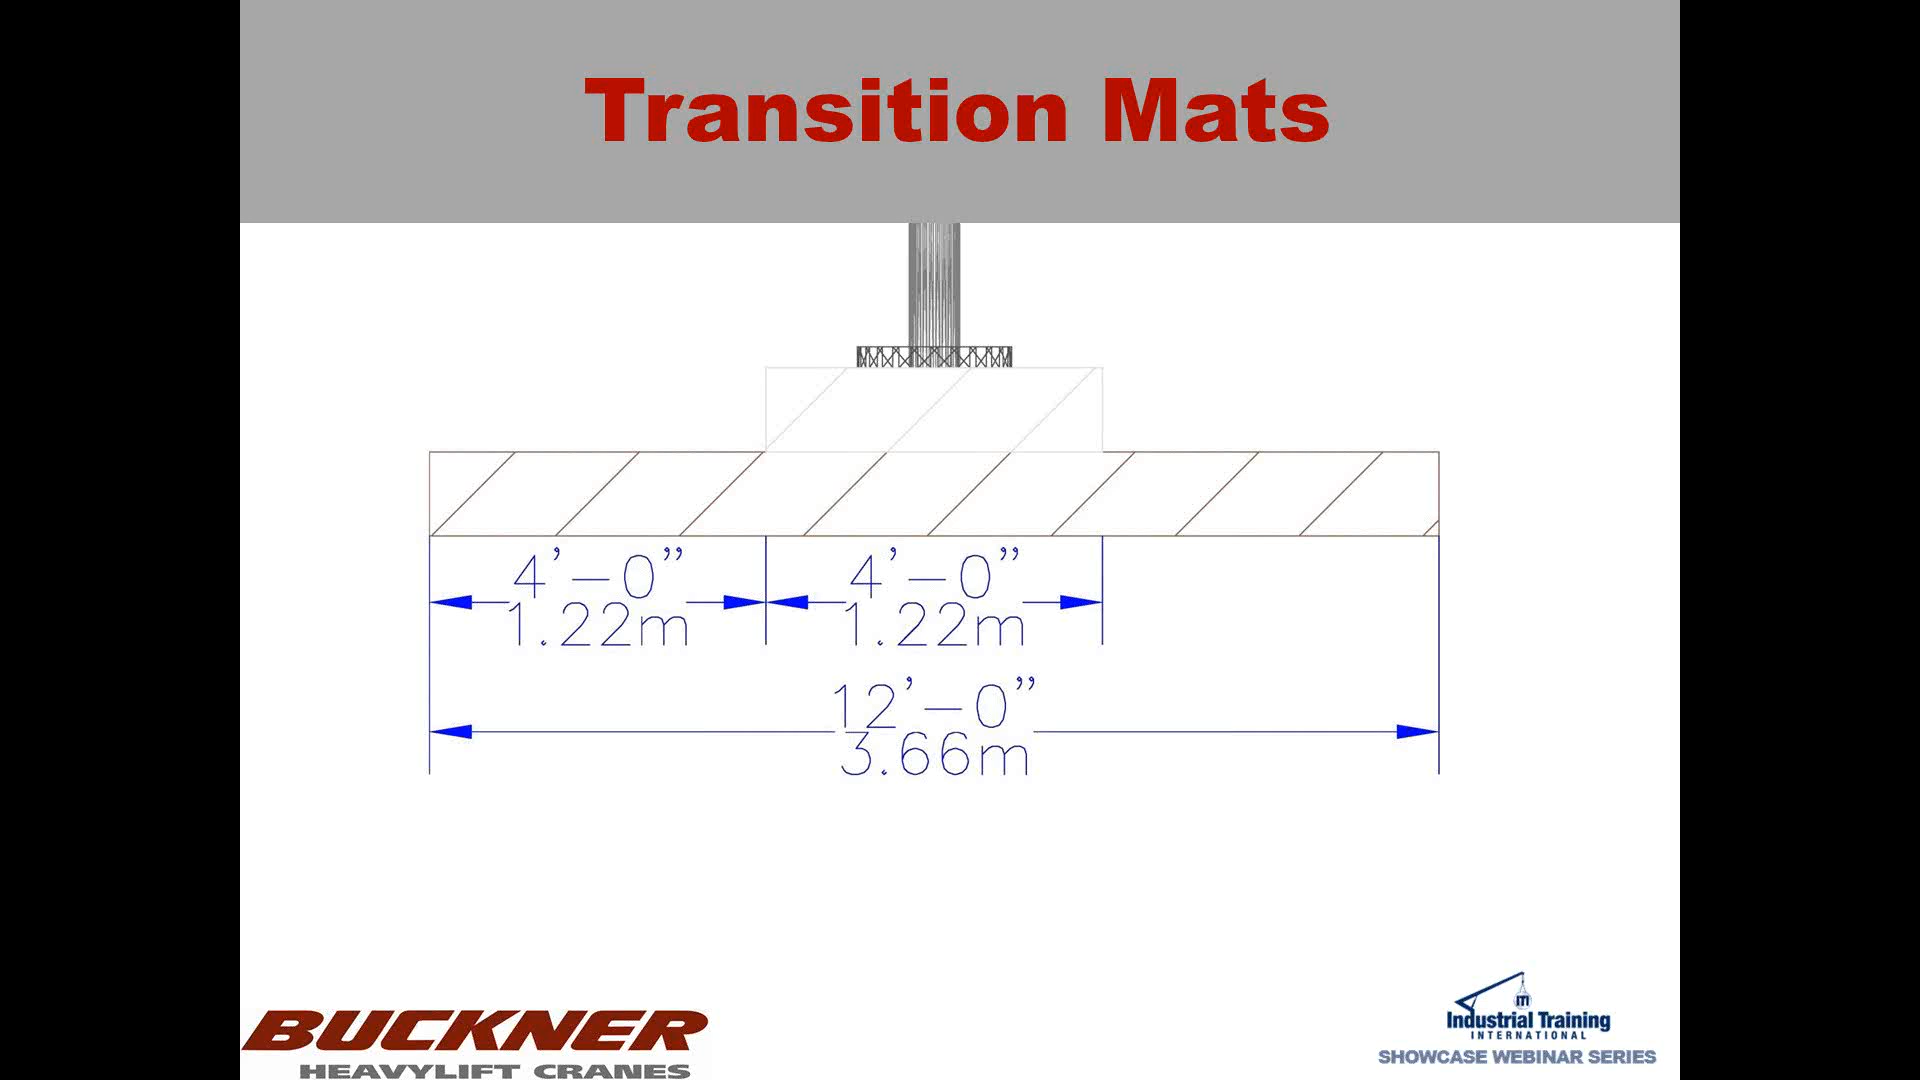 Transition Mats
4’-0” 4’-0”
1.22m 1.22m
12’-0”
3.66m
BUCKNER
HEAVYLIFT CRANES
ITI
Industrial Training
INTERNATIONAL
SHOWCASE WEBINAR SERIES